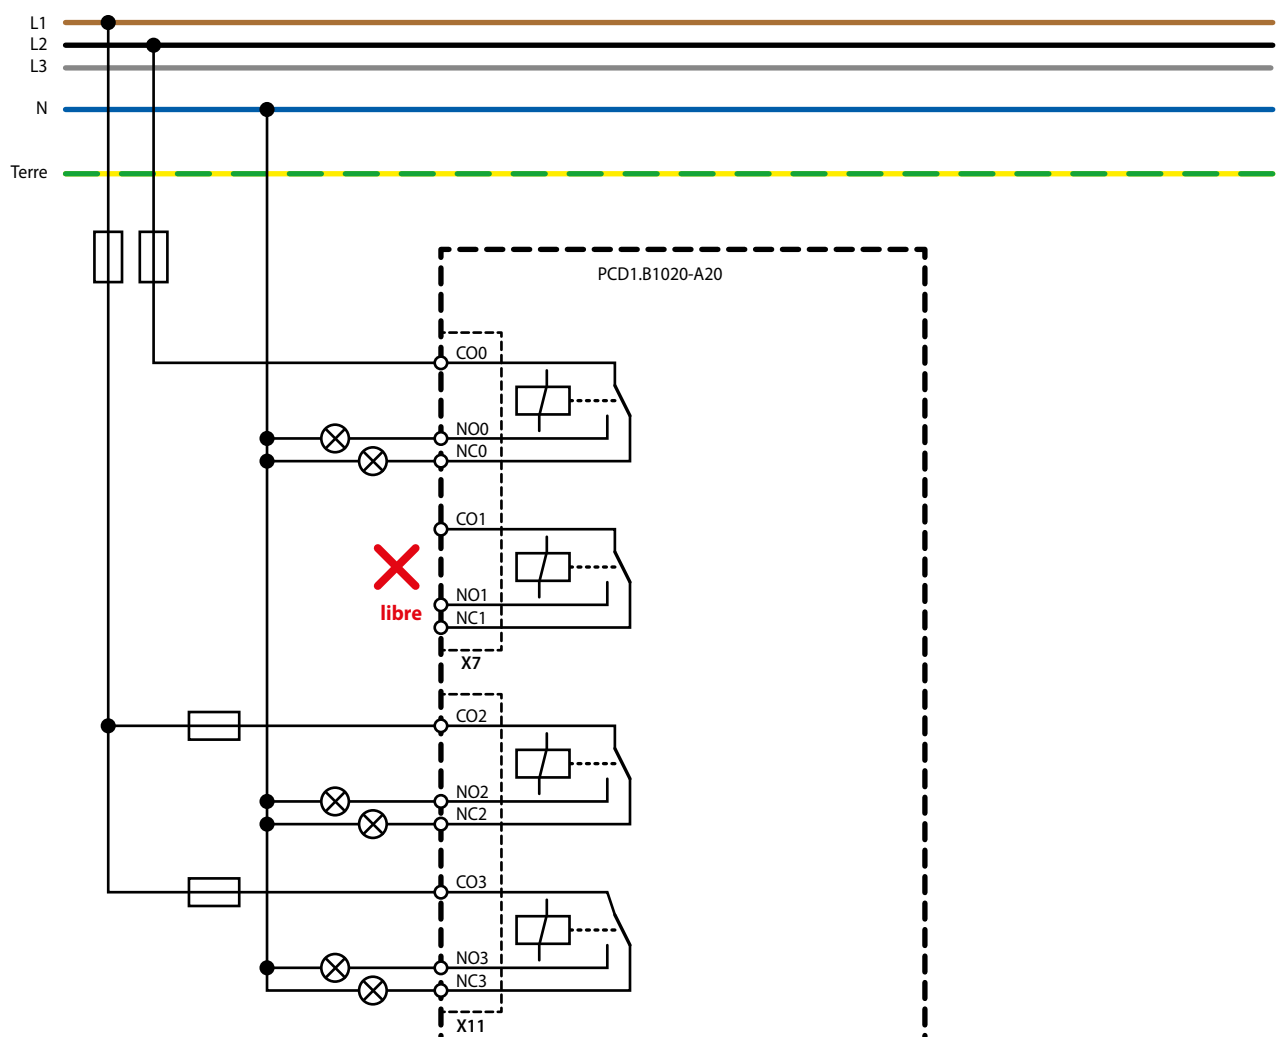 L1
L2
L3
N
Terre
PCD1.B1020-A20
CO0
NO0
NC0
CO1
NO1
libre
NC1
X7
CO2
NO2
NC2
CO3
NO3
NC3
X11